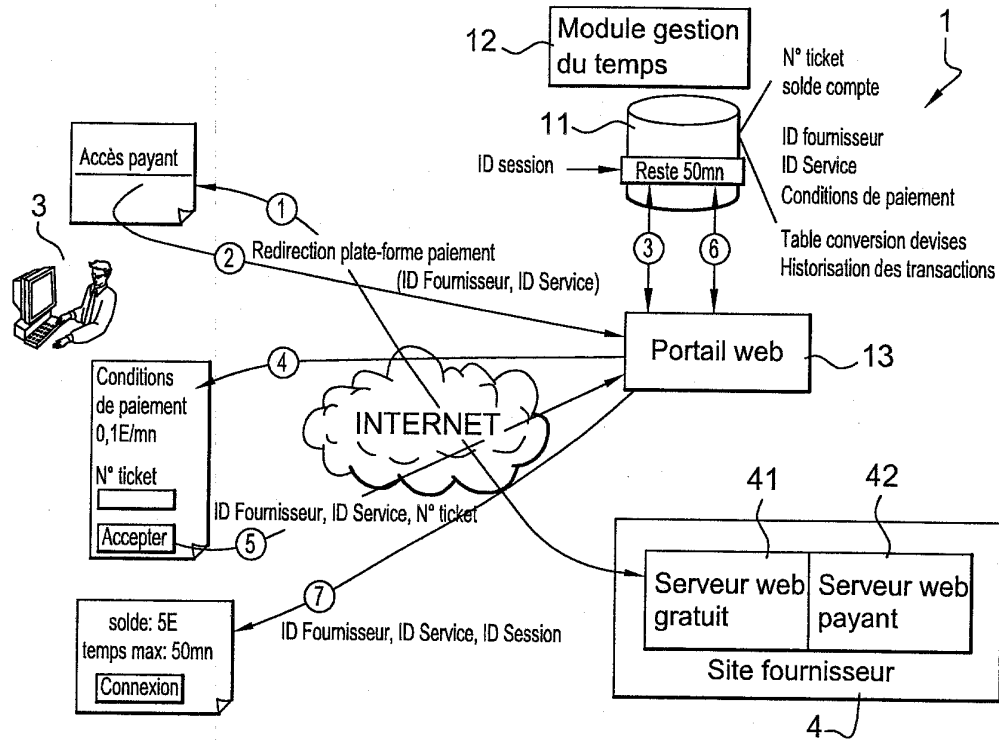 12
Module gestion
du temps
1
N° ticket
solde compte
11
ID fournisseur
ID Service
Conditions de paiement
ID session
Reste 50mn
Table conversion devises
Historisation des transactions
3
6
Accès payant
1
3
2
Redirection plate-forme paiement
(ID Fournisseur, ID Service)
Portail web
13
4
Conditions
de paiement
0,1E/mn
N° ticket
Accepter
INTERNET
ID Fournisseur, ID Service, N° ticket
5
41
42
Serveur web
gratuit
Serveur web
payant
Site fournisseur
4
7
ID Fournisseur, ID Service, ID Session
solde: 5E
temps max: 50mn
Connexion